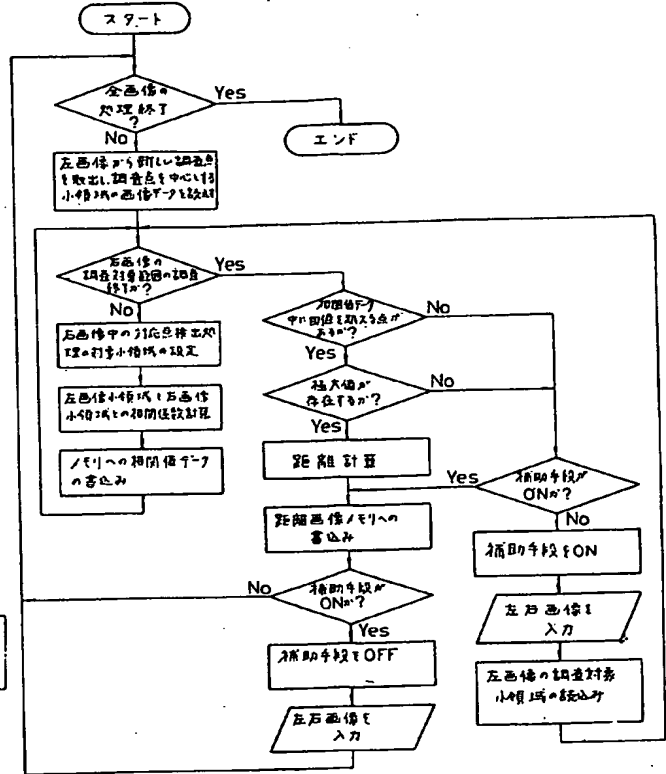 スタート
全画像の
処理終了
?
Yes
No
エンド
左画像から新しい調査点
を取出し、調査点を中心とする
小領域の画像データを読出す
右画像の
調査対象範囲の調査
終了か?
Yes
No
右画像中の対応点検出処
理の対象小領域の設定
左画像小領域と右画像
小領域との相関係数計算
メモリへの相関値データ
の書込み
相関値データ
あるか?
No
Yes
極大値が
存在するか?
No
Yes
距離計算
距離画像メモリへの
書込み
補助手段が
ONか?
Yes
No
補助手段をON
左右画像を
入力
左画像の調査対象
小領域の読込み
補助手段が
ONか?
No
Yes
補助手段をOFF
左右画像を
入力